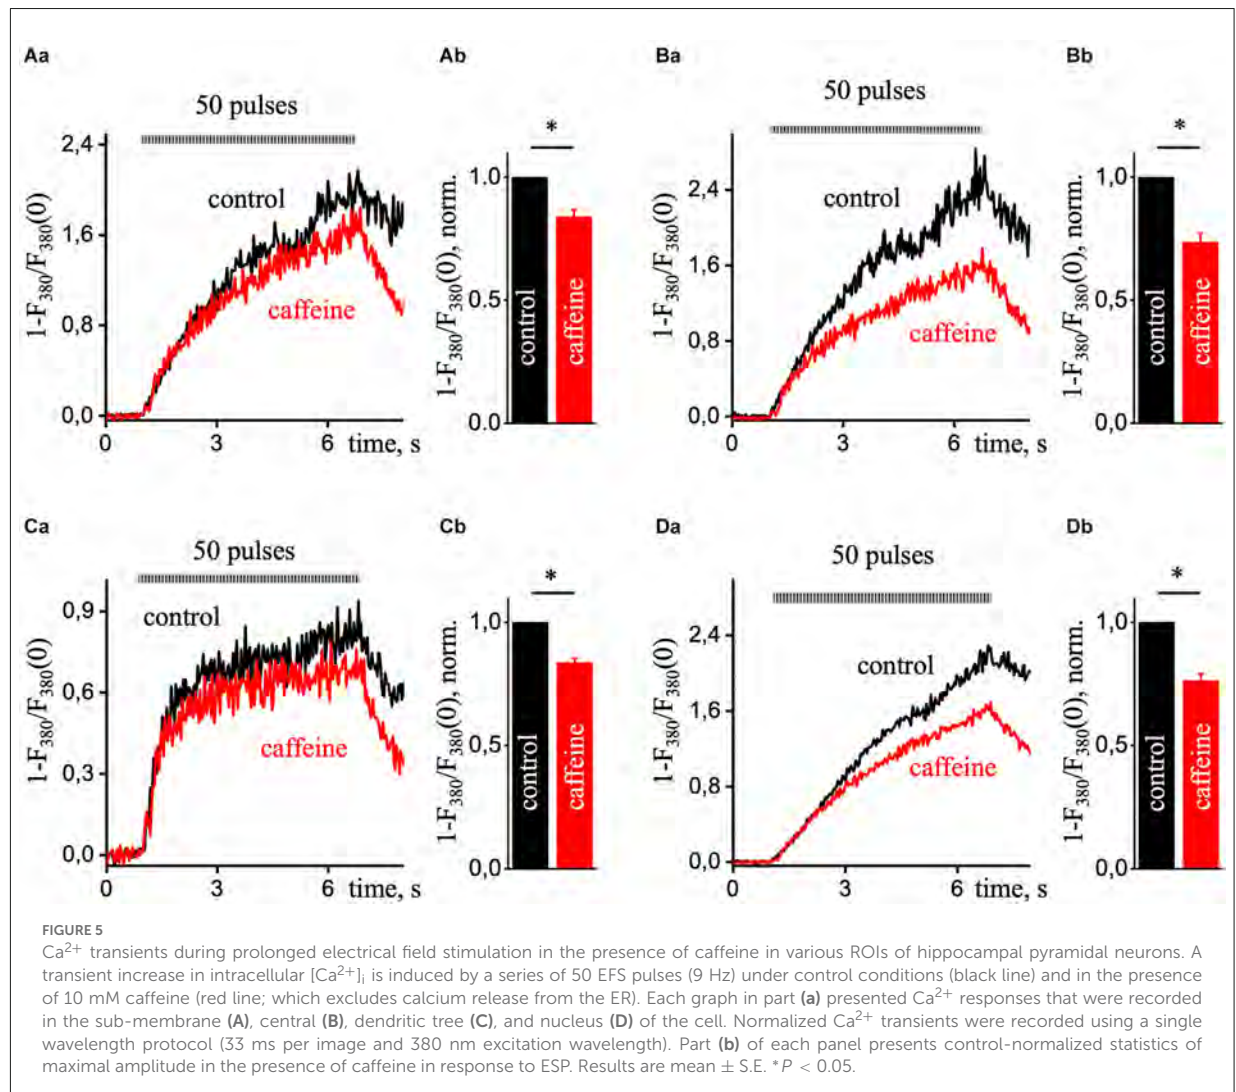 Aa
50 pulses
2,4
1,6
0,8
0,0
1-F380/F380(0)
control
caffeine
0
3
6
time, s
Ab
*
1.0
0.5
0.0
1-F380/F380(0), norm.
control
caffeine
Ba
50 pulses
2,4
1,6
0,8
0,0
1-F380/F380(0)
control
caffeine
0
3
6
time, s
Bb
*
1.0
0.5
0.0
1-F380/F380(0), norm.
control
caffeine
Ca
50 pulses
0,9
0,6
0,3
0,0
1-F380/F380(0)
control
caffeine
0
3
6
time, s
Cb
*
1,0
0,5
0,0
1-F380/F380(0), norm.
control
caffeine
Da
50 pulses
2,4
1,6
0,8
0,0
1-F380/F380(0)
control
caffeine
0
3
6
time, s
Db
*
1,0
0,5
0,0
1-F380/F380(0), norm.
control
caffeine
FIGURE 5
Ca2+ transients during prolonged electrical field stimulation in the presence of caffeine in various ROIs of hippocampal pyramidal neurons. A
transient increase in intracellular [Ca2+]i is induced by a series of 50 EFS pulses (9 Hz) under control conditions (black line) and in the presence
of 10 mM caffeine (red line; which excludes calcium release from the ER). Each graph in part (a) presented Ca2+ responses that were recorded
in the sub-membrane (A), central (B), dendritic tree (C), and nucleus (D) of the cell. Normalized Ca2+ transients were recorded using a single
wavelength protocol (33 ms per image and 380 nm excitation wavelength). Part (b) of each panel presents control-normalized statistics of
maximal amplitude in the presence of caffeine in response to ESP. Results are mean ± S.E. *P < 0.05.